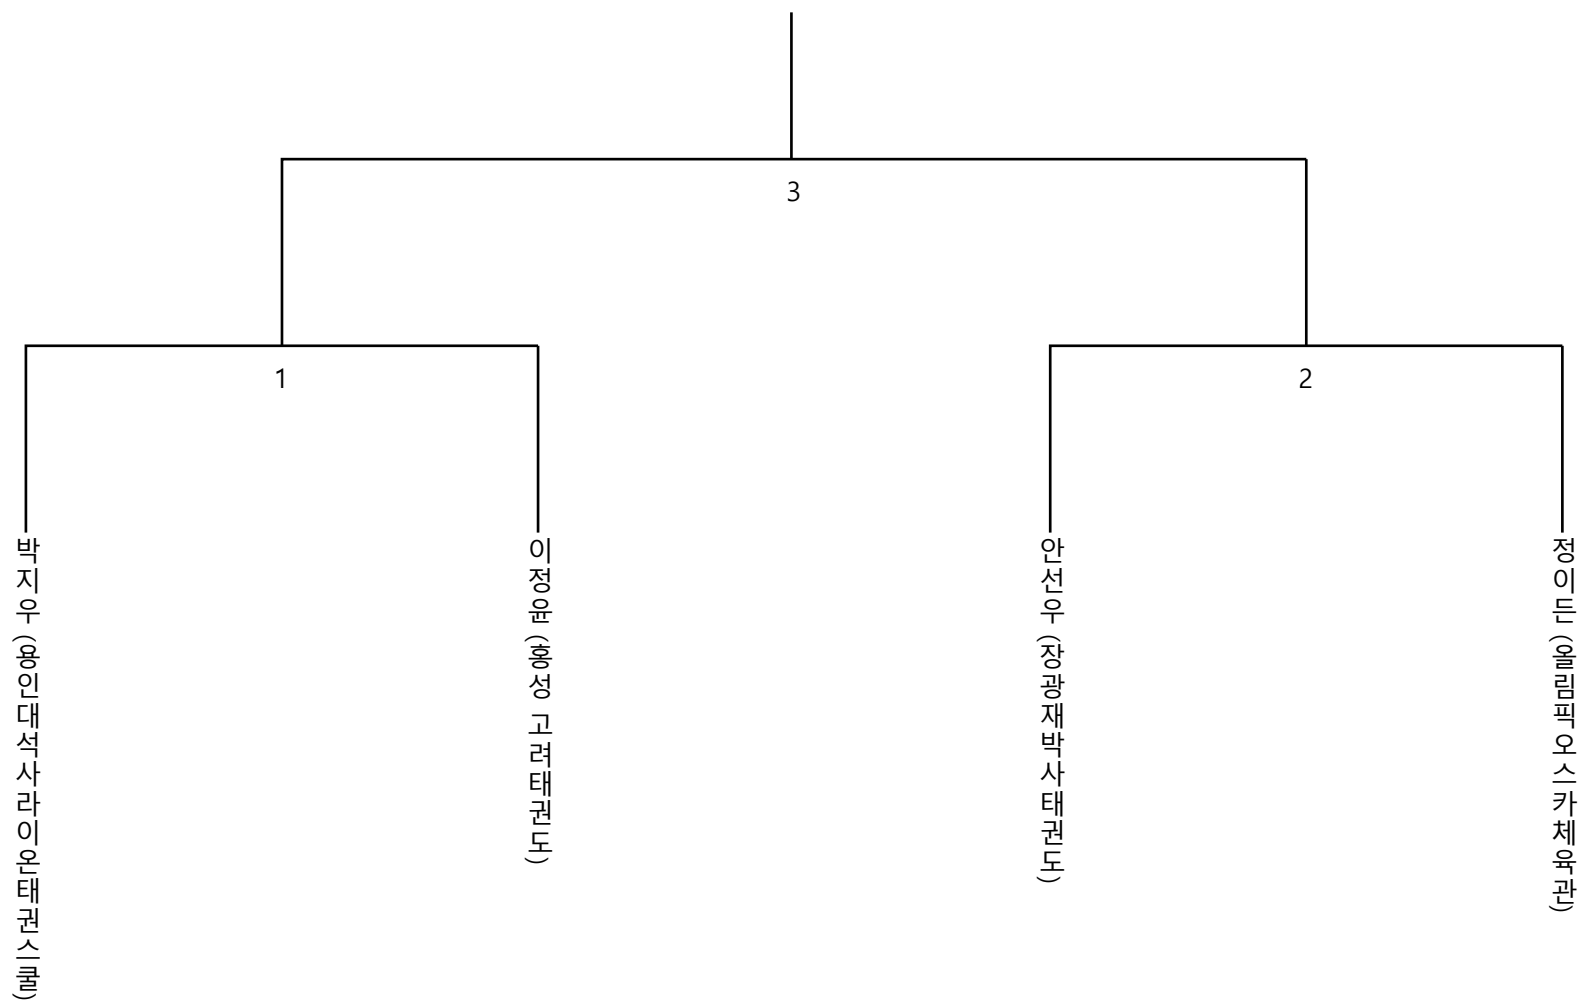 3
1
2
박지우 (용인대석사라이온태권스쿨)
이정윤 (홍성 고려태권도)
안선우 (장광재박사태권도)
정이든 (올림픽오스카체육관)